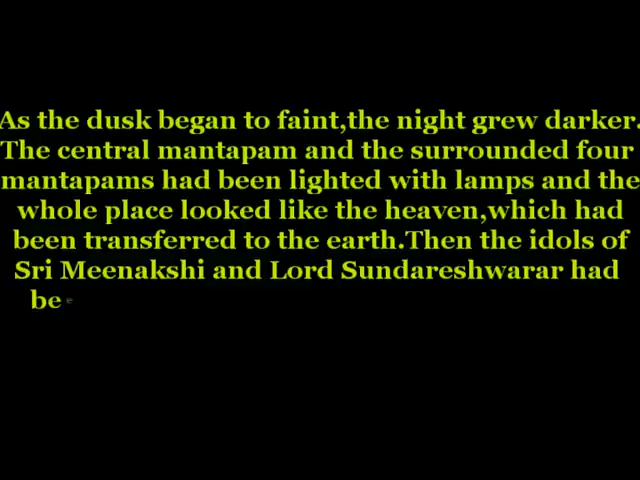 As the dusk began to faint,the night grew darker.
The central mantapam and the surrounded four
mantapams had been lighted with lamps and the
whole place looked like the heaven,which had
been transferred to the earth.Then the idols of
Sri Meenakshi and Lord Sundareshwarar had
be e